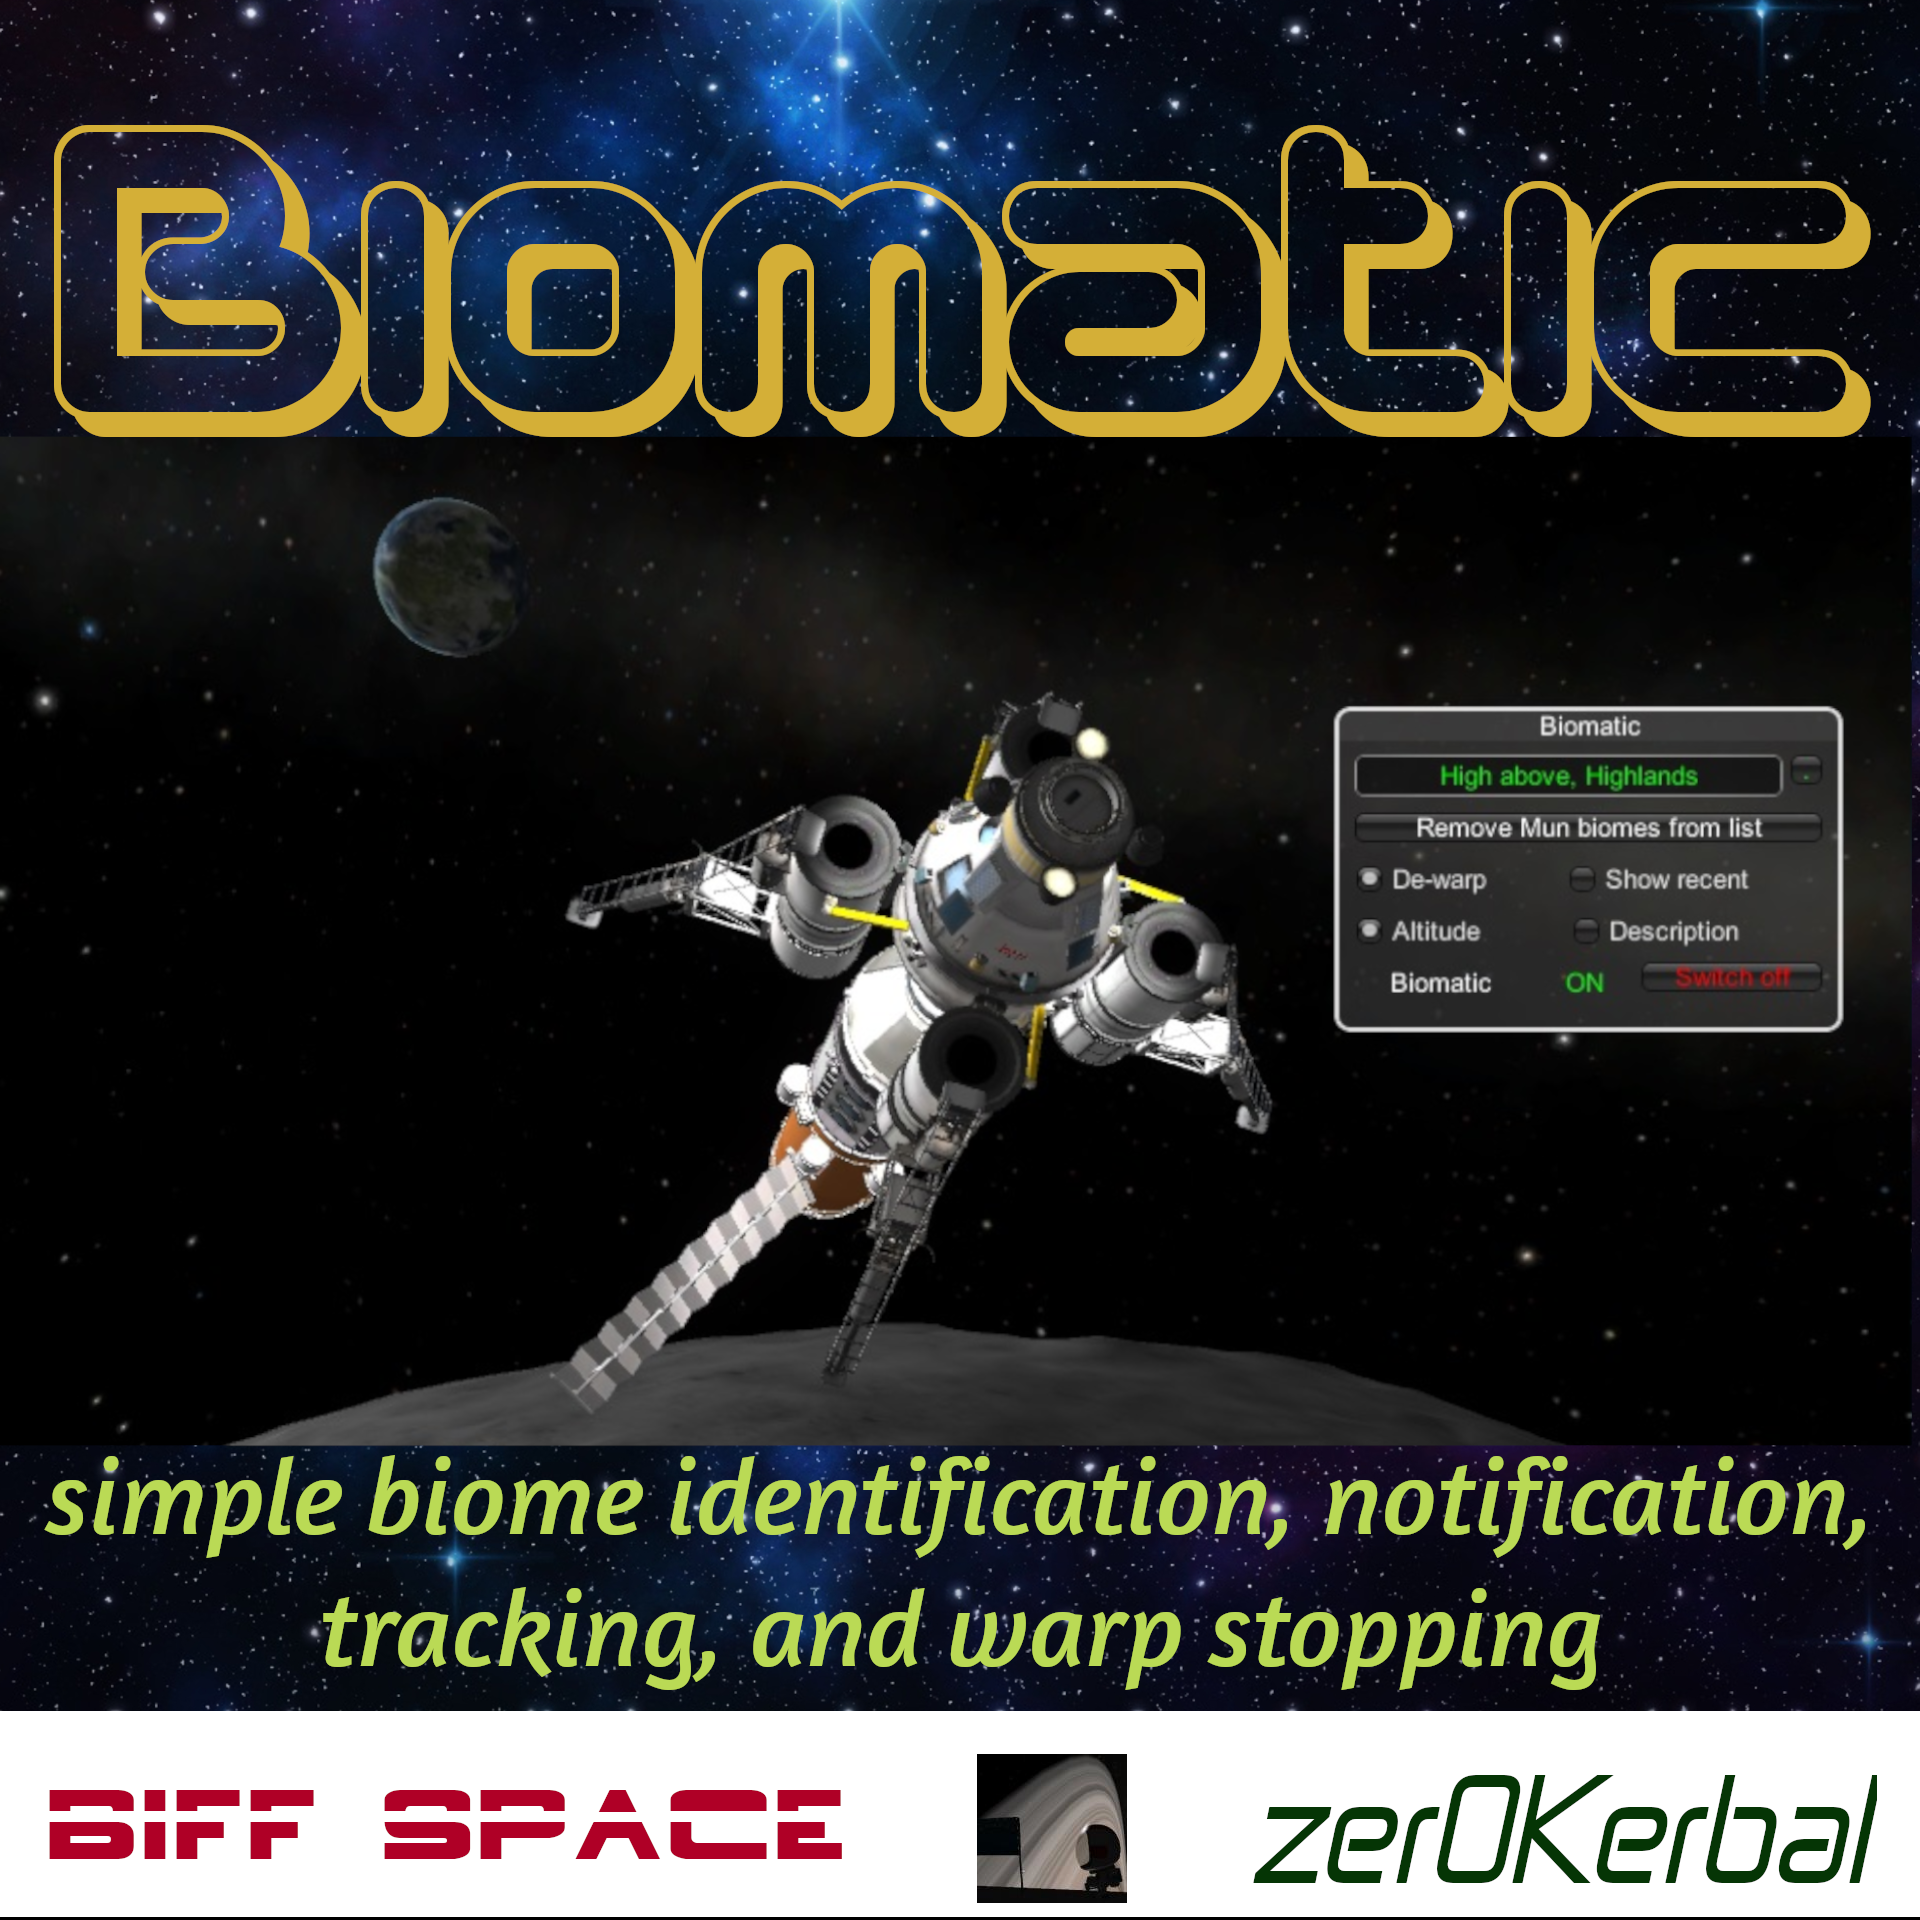 Biomatic
Biomatic
High above, Highlands
.
Remove Mun biomes from list
De-warp
Show recent
Altitude
Description
Biomatic ON Switch off
simple biome identification, notification,
tracking, and warp stopping
BiFF SPACE
zer0Kerbal